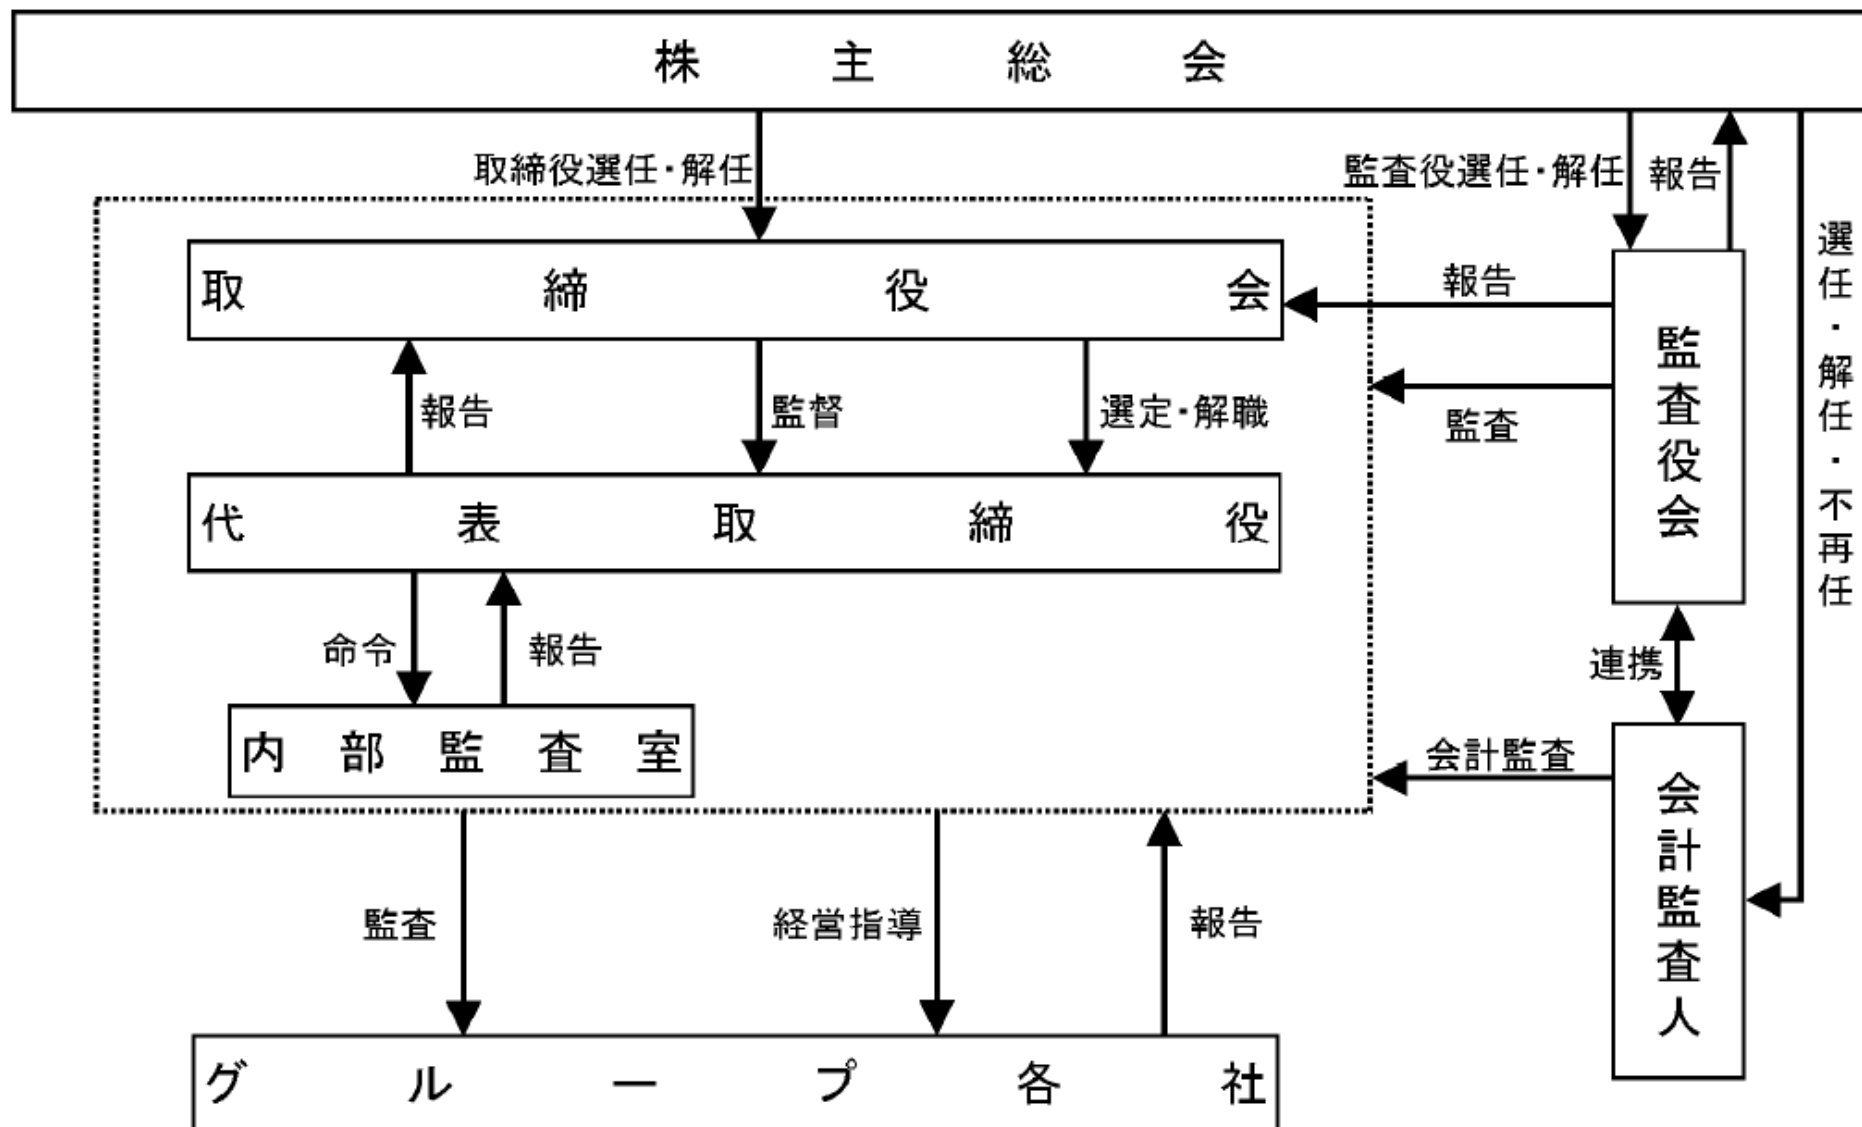 株主総会
取締役選任・解任
監査役選任・解任
報告
選任・解任・不再任
取締役会
報告
監査役会
監査
報告
監督
選定・解職
代表取締役
命令
報告
連携
内部監査室
会計監査
会計監査人
監査
経営指導
報告
グループ各社